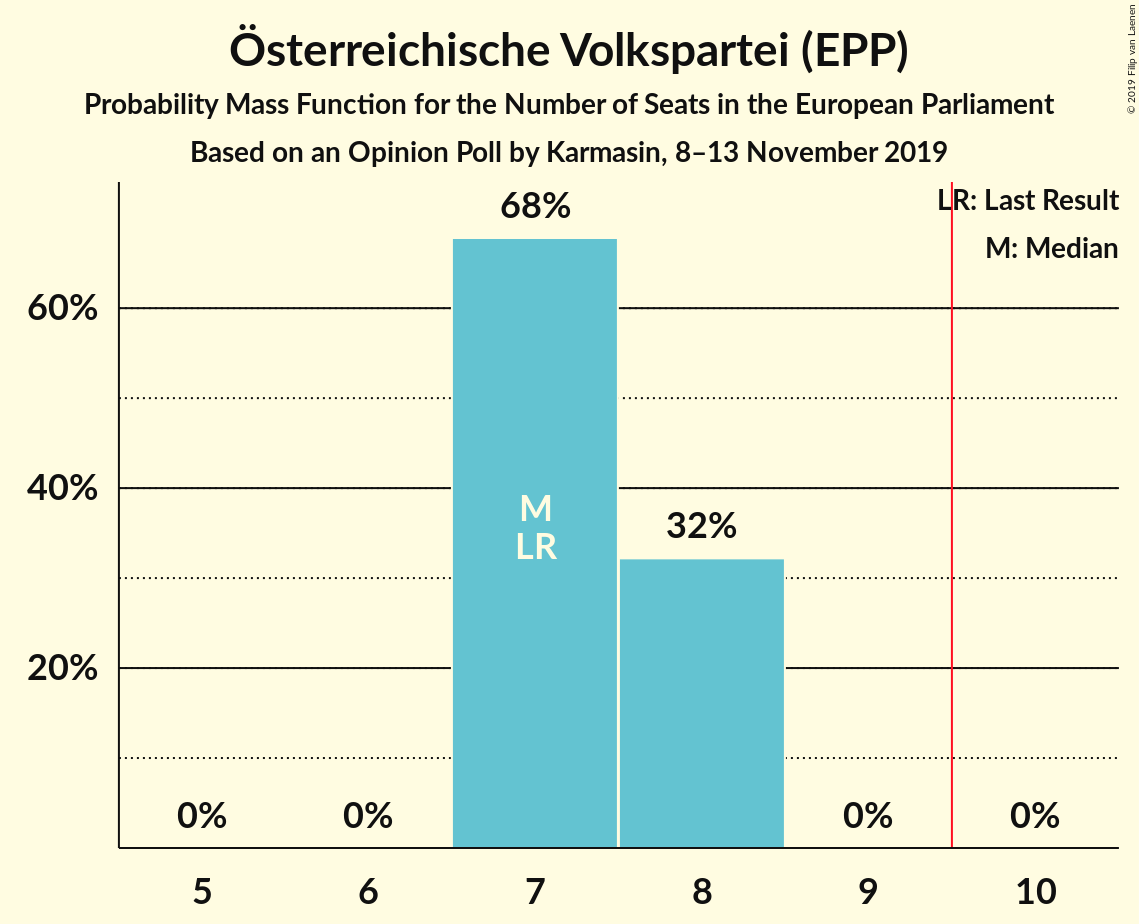 Österreichische Volkspartei (EPP)
Probability Mass Function for the Number of Seats in the European Parliament
Based on an Opinion Poll by Karmasin, 8–13 November 2019
© 2019 Filip van Laenen
LR: Last Result
M: Median
68%
60%
40%
M
LR
32%
20%
0% 0% 0% 0%
5 6 7 8 9 10